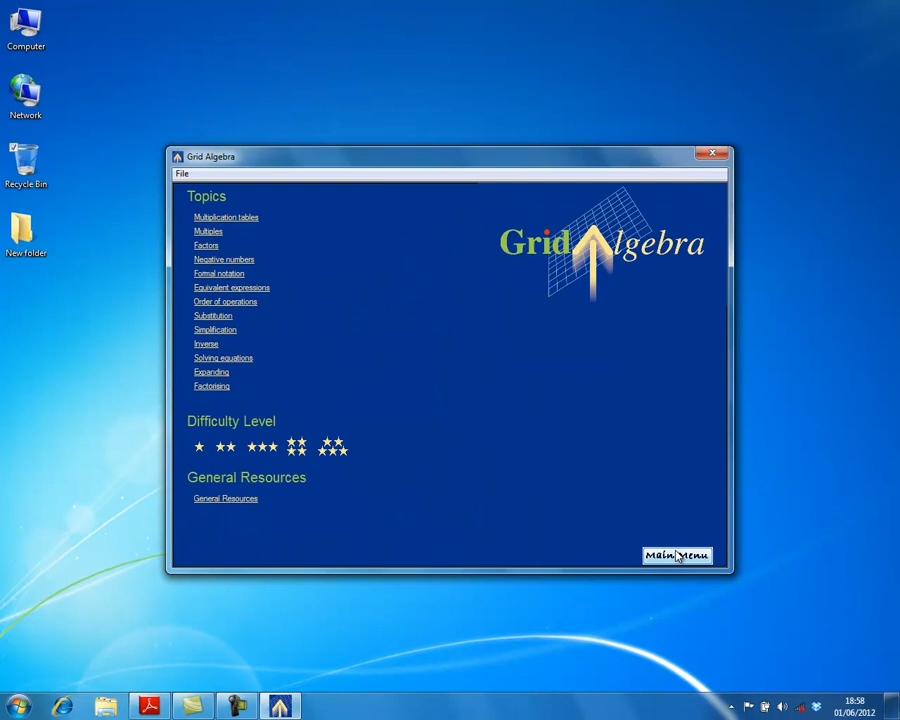 Computer
Network
Recycle Bin
New folder
Grid Algebra
File
Topics
Multiplication tables
Multiples
Factors
Negative numbers
Formal notation
Equivalent expressions
Order of operations
Substitution
Simplification
Inverse
Solving equations
Expanding
Factorising
Grid Algebra
Difficulty Level
General Resources
General Resources
Main Menu
18:58
01/06/2012